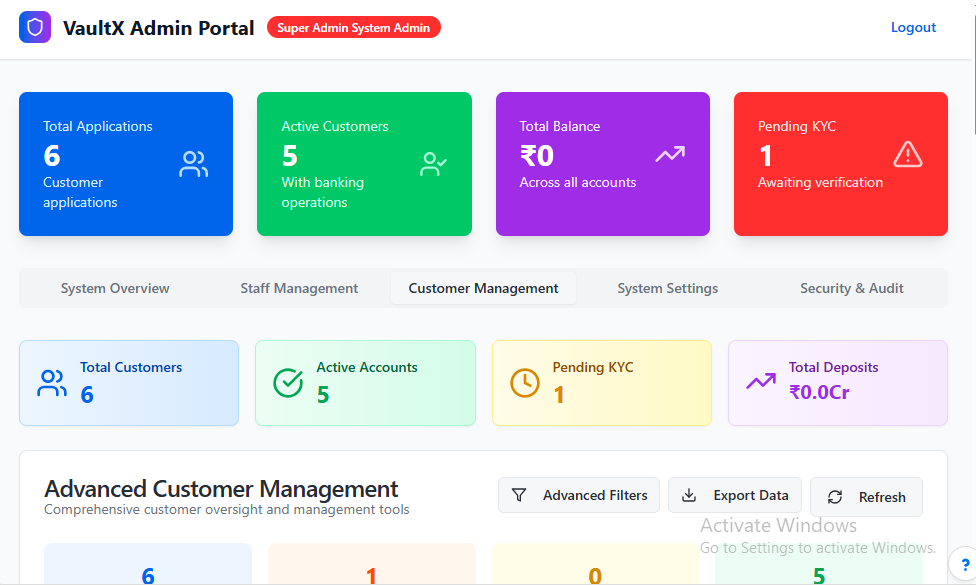 VaultX Admin Portal
Super Admin System Admin
Logout
Total Applications
6
Customer
applications
Active Customers
5
With banking
operations
Total Balance
₹0
Across all accounts
Pending KYC
1
Awaiting verification
System Overview
Staff Management
Customer Management
System Settings
Security & Audit
Total Customers
6
Active Accounts
5
Pending KYC
1
Total Deposits
₹0.0Cr
Advanced Customer Management
Comprehensive customer oversight and management tools
Advanced Filters
Export Data
Refresh
Activate Windows
Go to Settings to activate Windows.
6
1
0
5
?